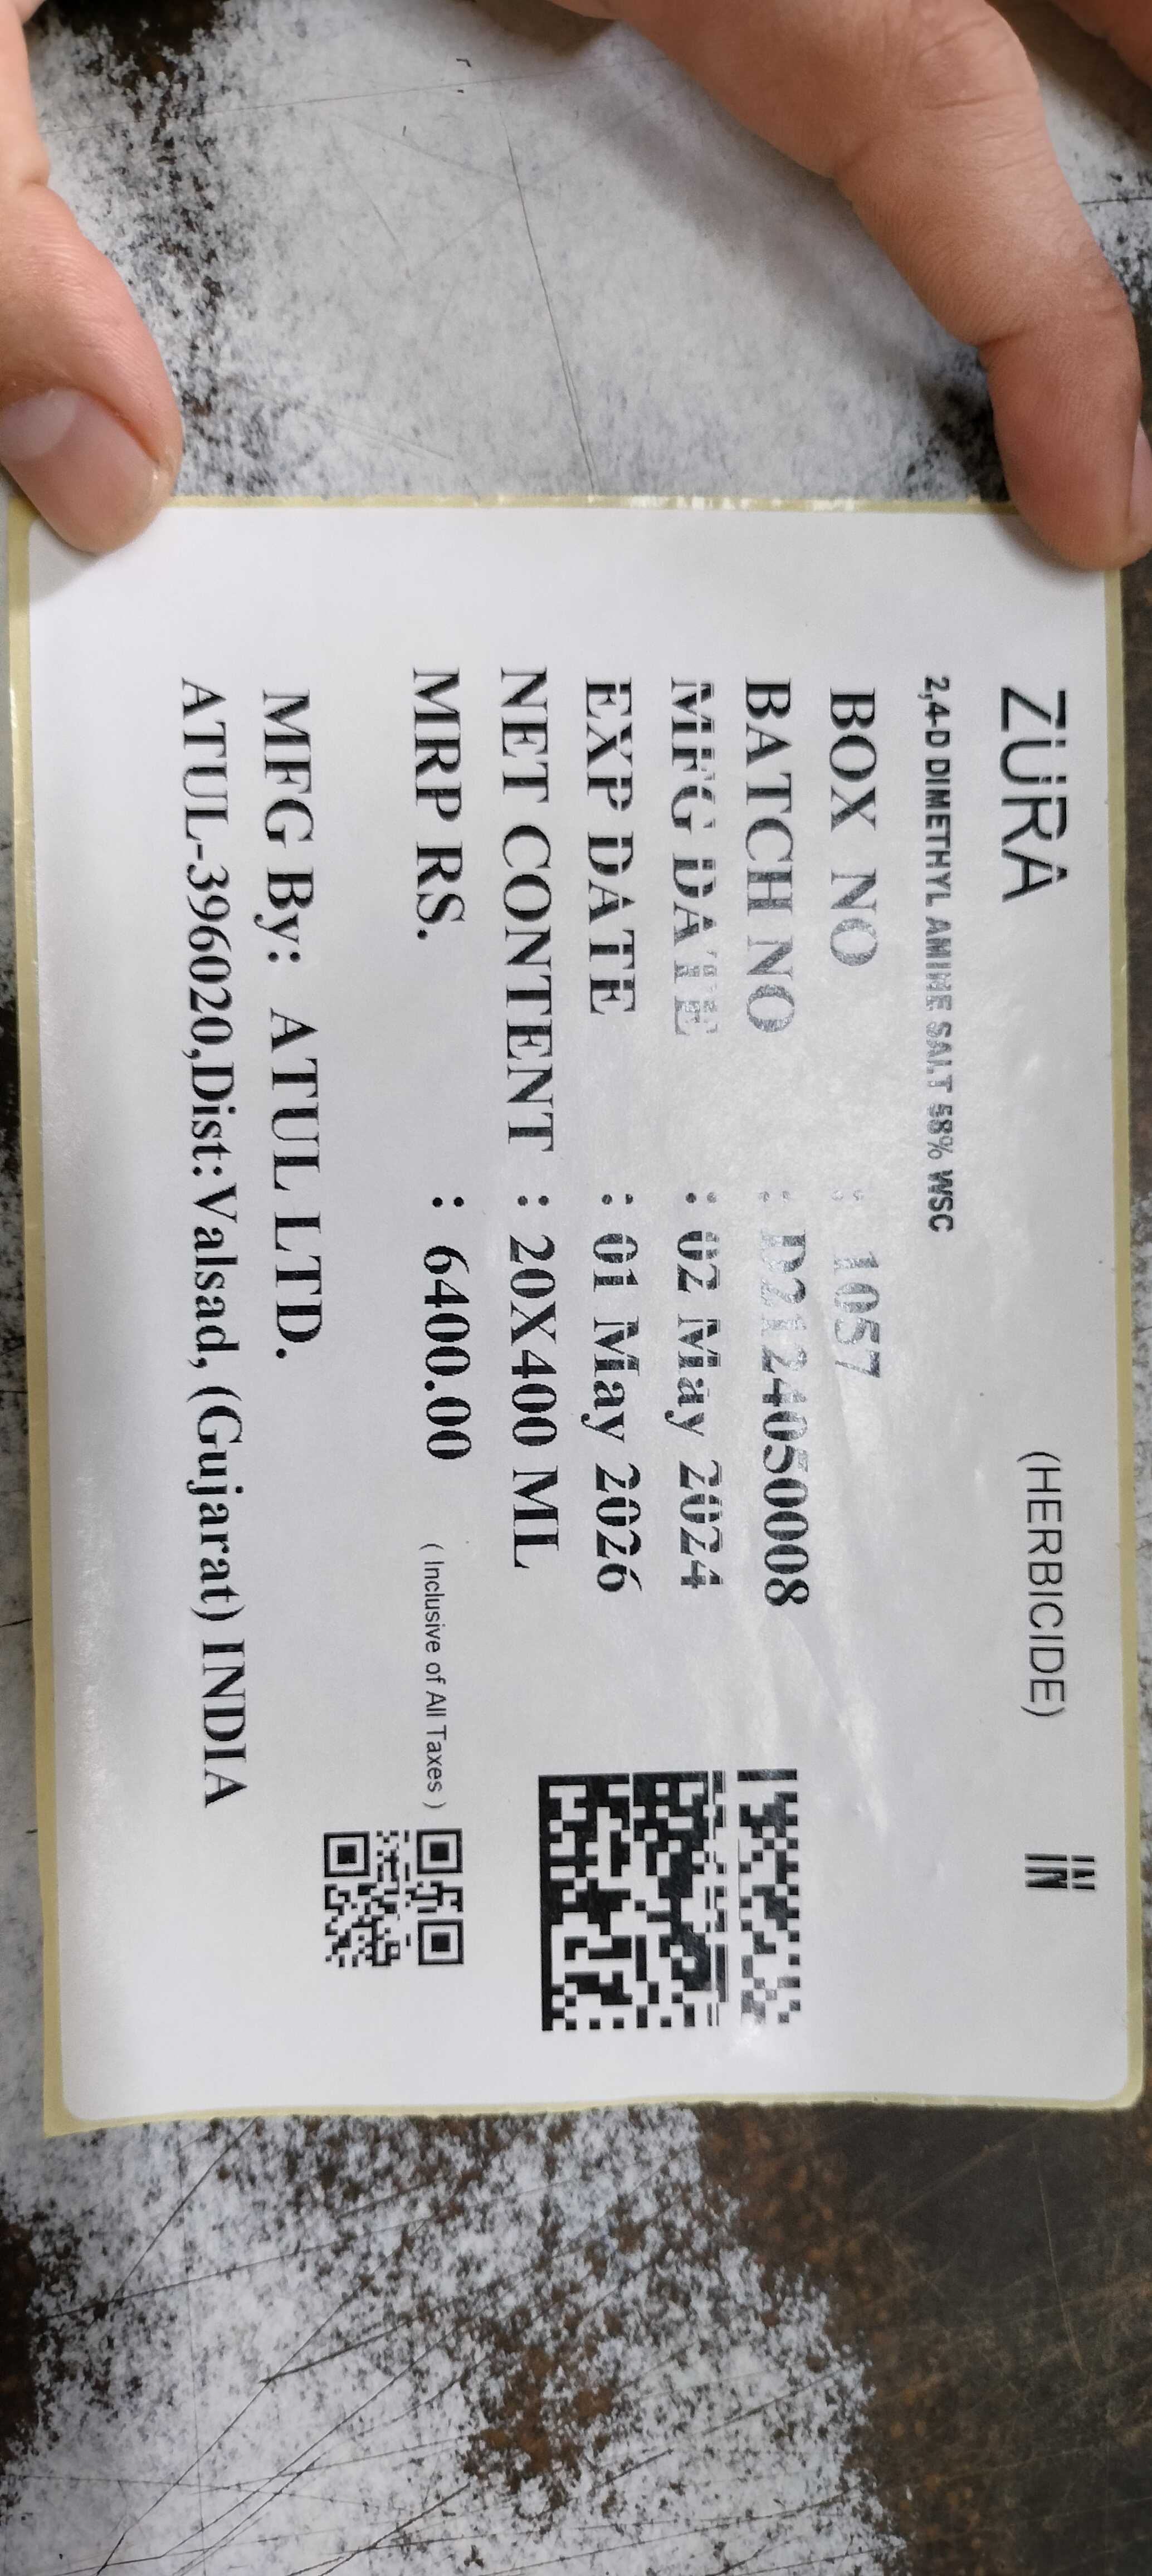 ZURA (HERBICIDE) IN
2,4-D DIMETHYL AMINE SALT 58% WSC
BOX NO : 1057
BATCH NO : D2124050008
MFG DATE : 02 May 2024
EXP DATE : 01 May 2026
NET CONTENT : 20X400 ML
MRP RS. : 6400.00 ( Inclusive of All Taxes )
MFG By: ATUL LTD.
ATUL-396020,Dist:Valsad, (Gujarat) INDIA